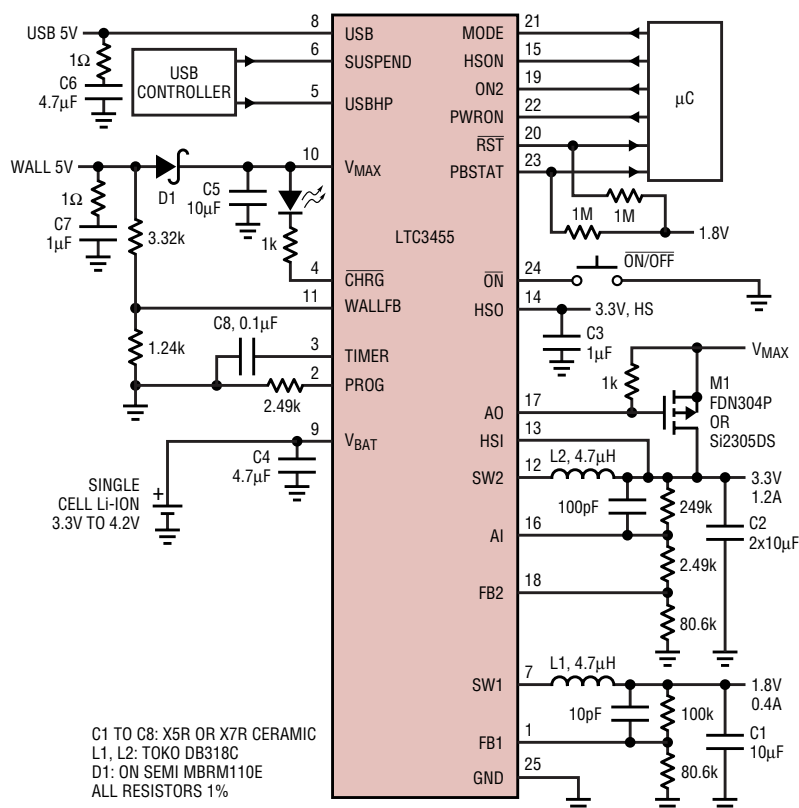 USB 5V
1Ω
C6
4.7µF
USB
CONTROLLER
8
USB
6
SUSPEND
5
USBHP
WALL 5V
1Ω
C7
1µF
D1
3.32k
C5
10µF
1k
10
VMAX
4
CHRG
11
WALLFB
1.24k
C8, 0.1µF
3
TIMER
2
PROG
2.49k
9
VBAT
C4
4.7µF
SINGLE
CELL Li-ION
3.3V TO 4.2V
+
LTC3455
MODE
21
HSON
15
ON2
19
PWRON
22
RST
20
PBSTAT
23
µC
1M
1M
1.8V
ON
24
ON/OFF
HSO
14
3.3V, HS
C3
1µF
VMAX
1k
M1
FDN304P
OR
Si2305DS
AO
17
HSI
13
SW2
12
L2, 4.7µH
3.3V
1.2A
100pF
249k
C2
2x10µF
AI
16
2.49k
FB2
18
80.6k
SW1
7
L1, 4.7µH
1.8V
0.4A
10pF
100k
C1
10µF
FB1
1
80.6k
GND
25
C1 TO C8: X5R OR X7R CERAMIC
L1, L2: TOKO DB318C
D1: ON SEMI MBRM110E
ALL RESISTORS 1%